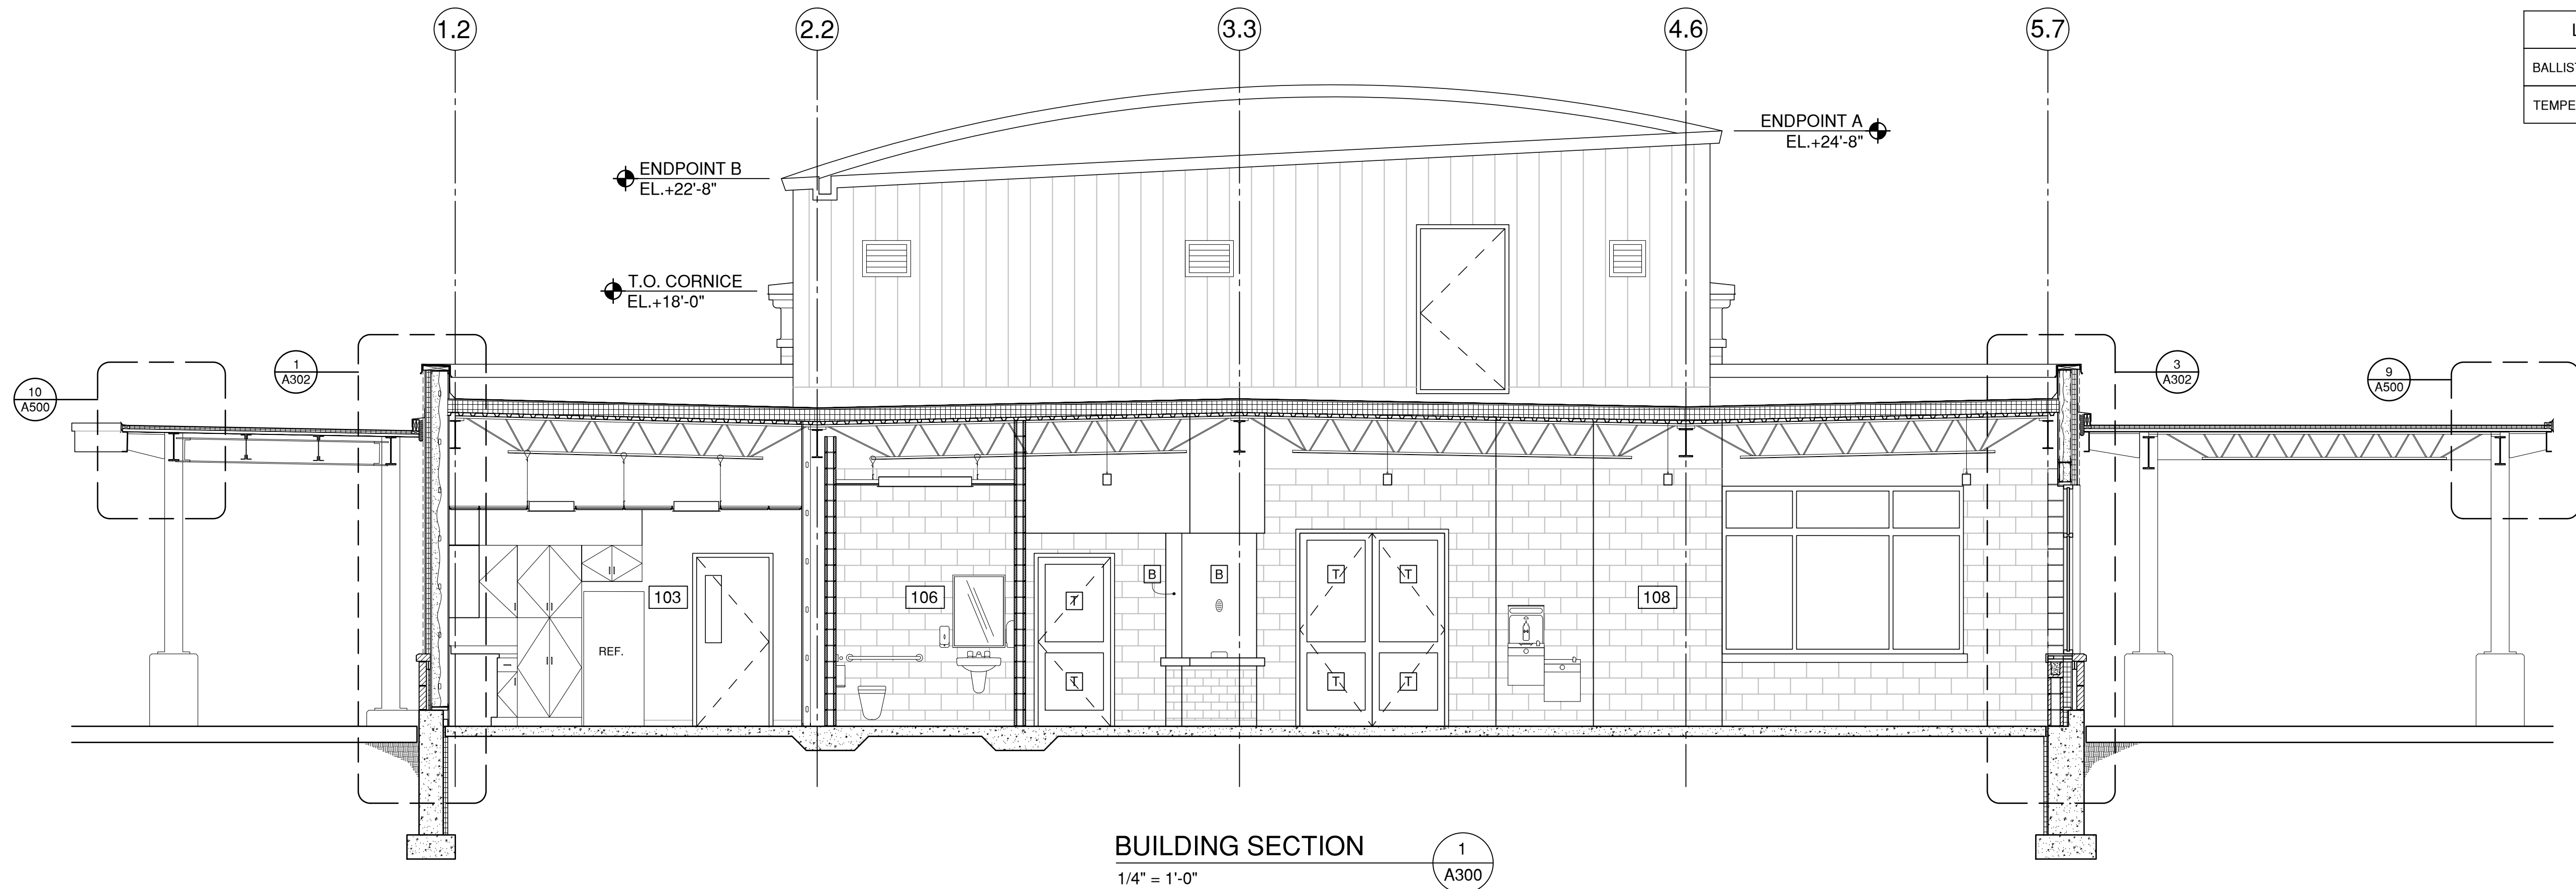 1.2
2.2
3.3
4.6
5.7
L
BALLIST
TEMPE
ENDPOINT A
EL.+24'-8"
ENDPOINT B
EL.+22'-8"
T.O. CORNICE
EL.+18'-0"
10
A500
1
A302
3
A302
9
A500
103
REF.
106
T
T
B
B
T
T
T
T
108
BUILDING SECTION
1/4" = 1'-0"
1
A300